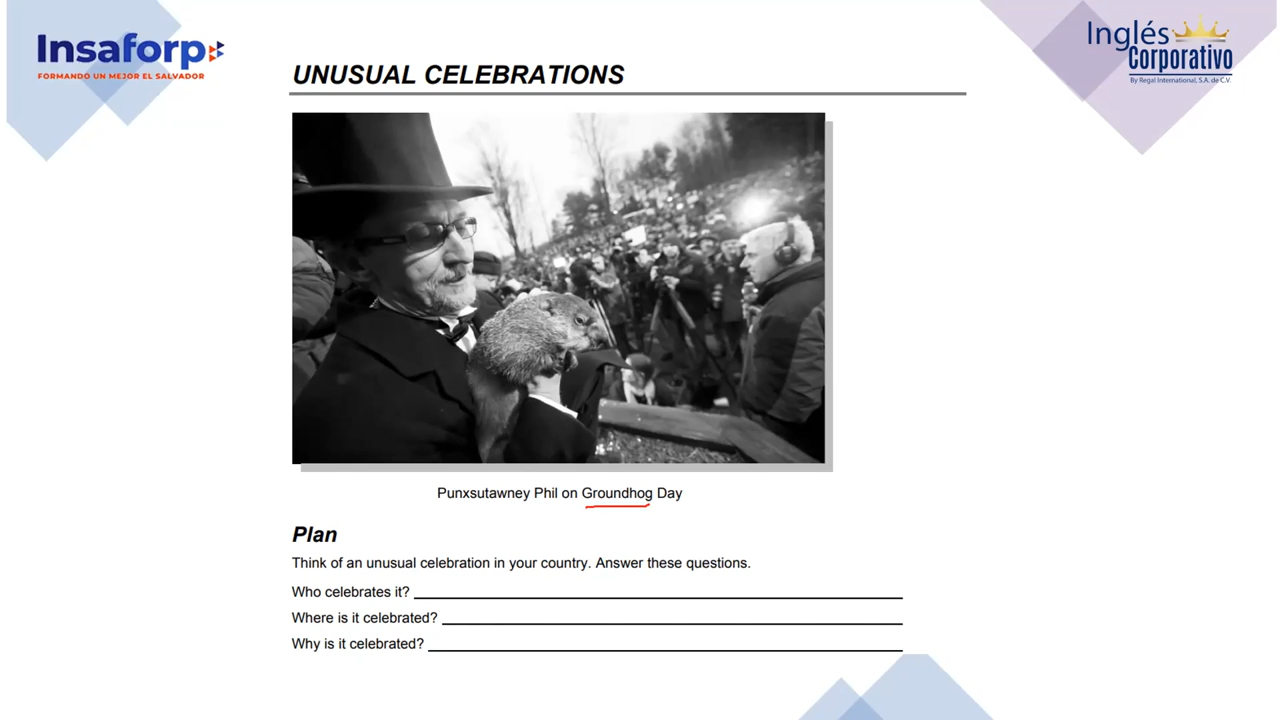 Insaforp
FORMANDO UN MEJOR EL SALVADOR
Inglés
Corporativo
By Regal International, S.A. de C.V.
UNUSUAL CELEBRATIONS
Punxsutawney Phil on Groundhog Day
Plan
Think of an unusual celebration in your country. Answer these questions.
Who celebrates it?
Where is it celebrated?
Why is it celebrated?